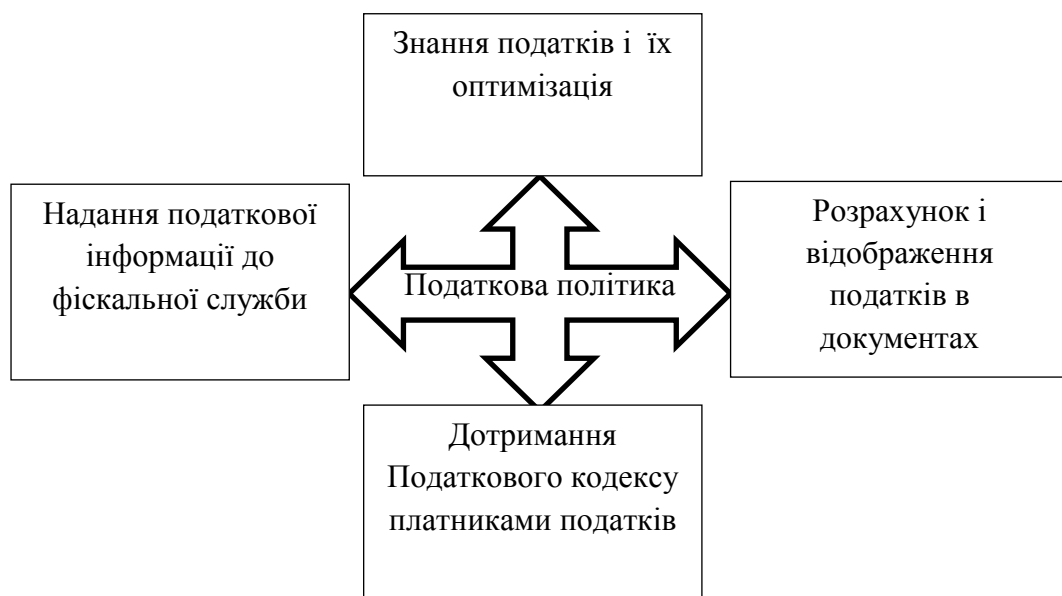 Знання податків і їх
оптимізація
Надання податкової
інформації до
фіскальної служби
Податкова політика
Розрахунок і
відображення
податків в
документах
Дотримання
Податкового кодексу
платниками податків